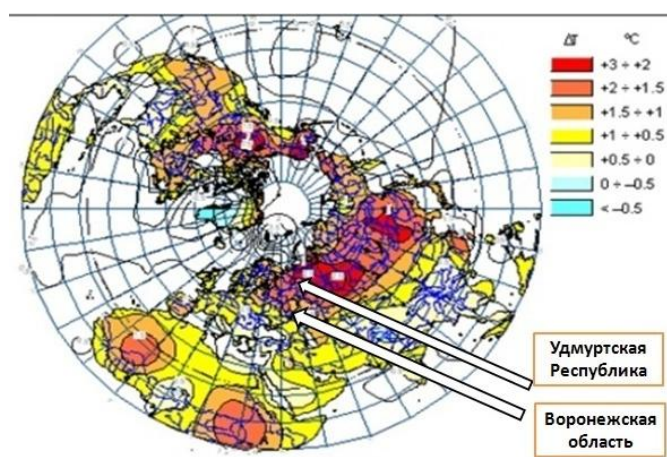 ΔT °C
+3 ÷ +2
+2 ÷ +1.5
+1.5 ÷ +1
+1 ÷ +0.5
+0.5 ÷ 0
0 ÷ –0.5
< –0.5
Удмуртская
Республика
Воронежская
область